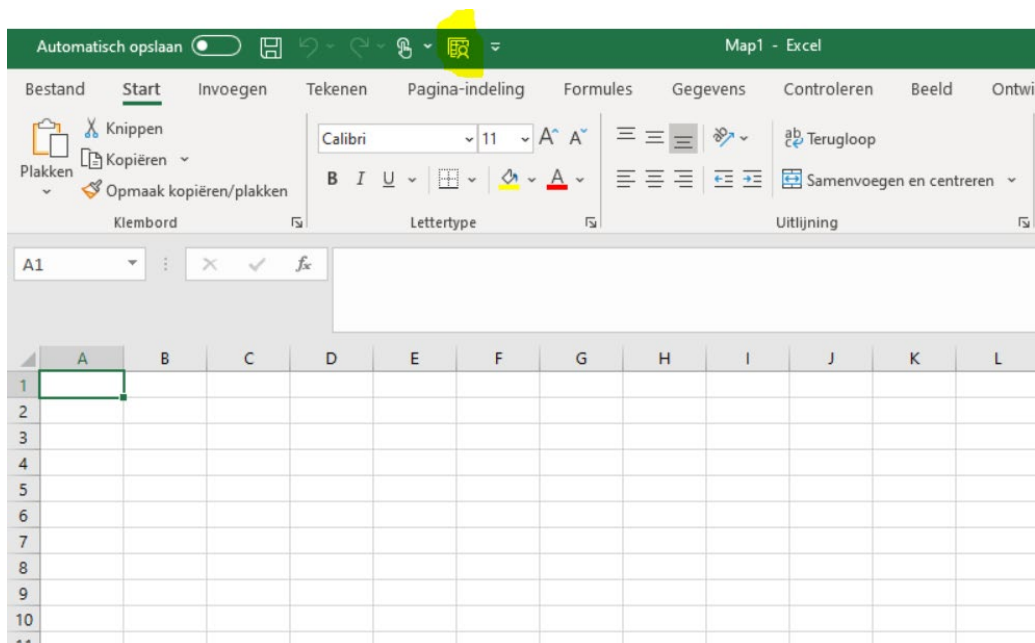 Automatisch opslaan
Map1 - Excel
Bestand Start Invoegen Tekenen Pagina-indeling Formules Gegevens Controleren Beeld Ontwi
Knippen
Kopiëren
Opmaak kopiëren/plakken
Plakken
Klembord
Calibri 11 A A
B I U A
Lettertype
ab Terugloop
Samenvoegen en centreren
Uitlijning
A1 fx
A B C D E F G H I J K L
1
2
3
4
5
6
7
8
9
10
11